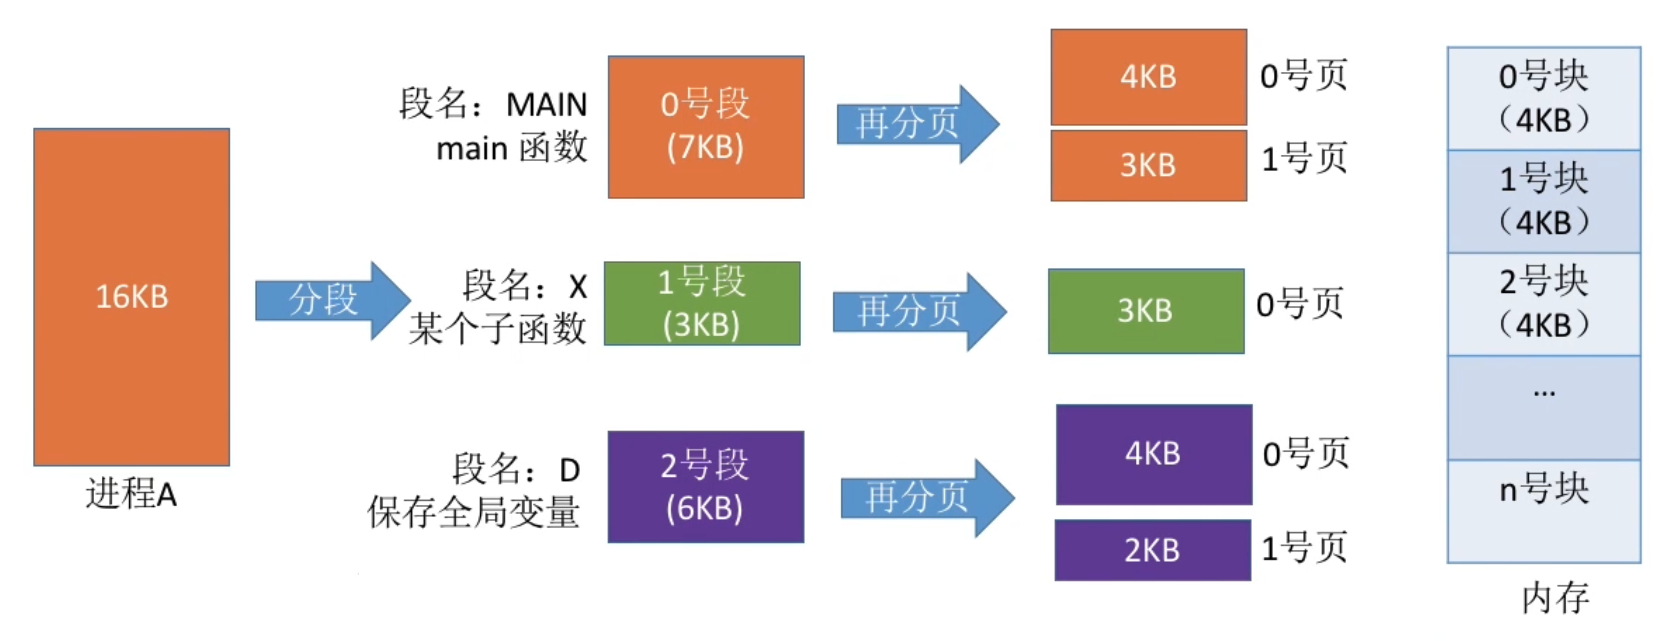 16KB
进程A
分段
段名：MAIN
main 函数
0号段
(7KB)
再分页
4KB
0号页
3KB
1号页
段名：X
某个子函数
1号段
(3KB)
再分页
3KB
0号页
段名：D
保存全局变量
2号段
(6KB)
再分页
4KB
0号页
2KB
1号页
0号块
（4KB）
1号块
（4KB）
2号块
（4KB）
...
n号块
内存